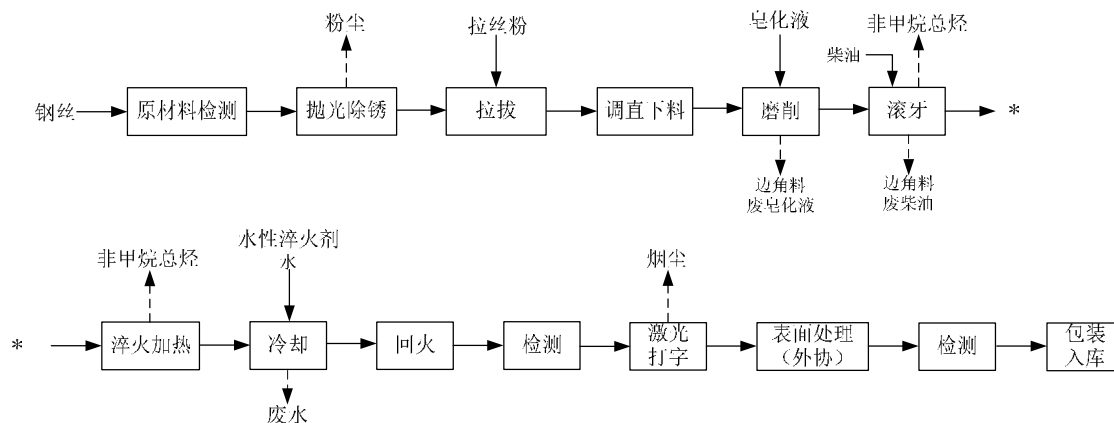 粉尘
拉丝粉
皂化液
非甲烷总烃
柴油
钢丝
原材料检测
抛光除锈
拉拔
调直下料
磨削
滚牙
*
边角料
废皂化液
边角料
废柴油
非甲烷总烃
水性淬火剂
水
烟尘
*
淬火加热
冷却
回火
检测
激光
打字
表面处理
（外协）
检测
包装
入库
废水